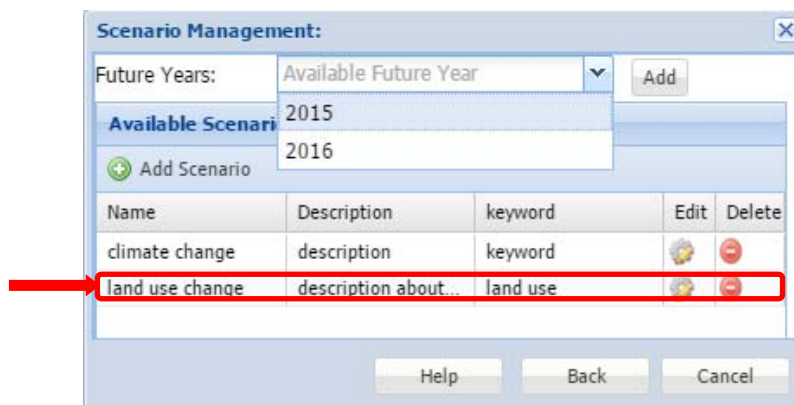 Scenario Management:
Future Years: Available Future Year Add
2015
Available Scenari
2016
Add Scenario
Name Description keyword Edit Delete
climate change description keyword
land use change description about... land use
Help Back Cancel